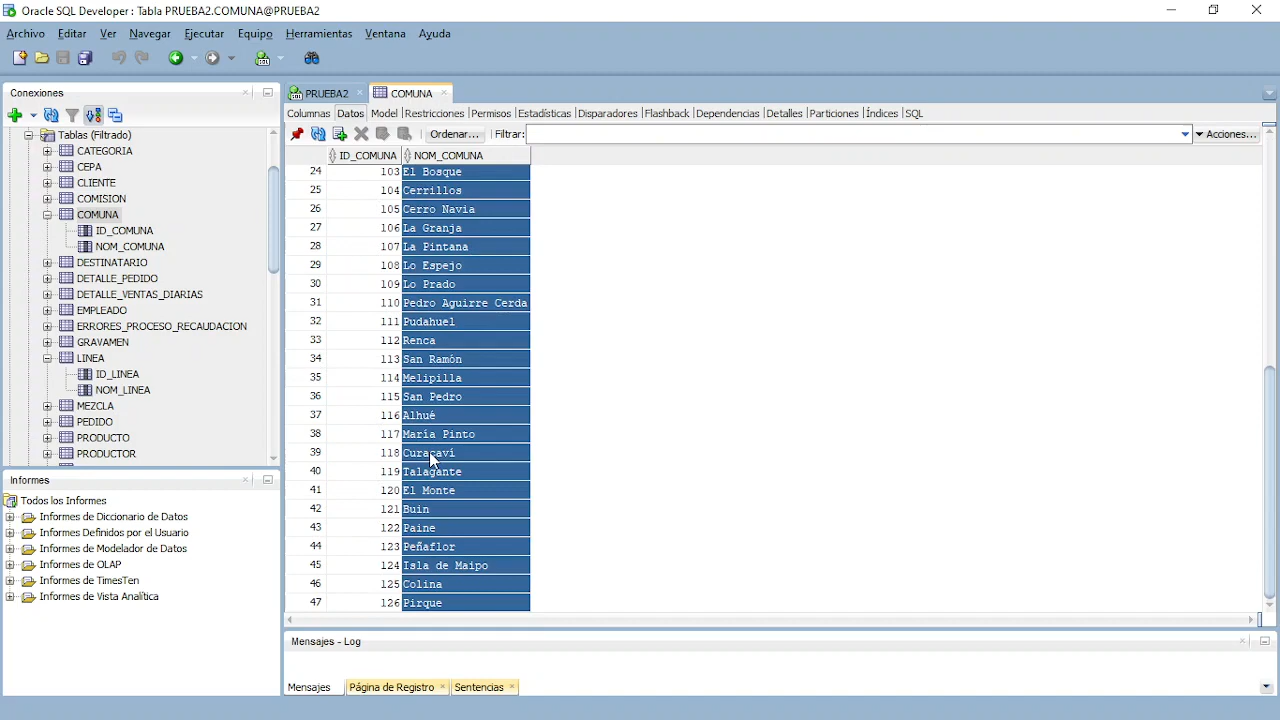 Oracle SQL Developer : Tabla PRUEBA2.COMUNA@PRUEBA2
Archivo Editar Ver Navegar Ejecutar Equipo Herramientas Ventana Ayuda
Conexiones
Tablas (Filtrado)
CATEGORIA
CEPA
CLIENTE
COMISION
COMUNA
ID_COMUNA
NOM_COMUNA
DESTINATARIO
DETALLE_PEDIDO
DETALLE_VENTAS_DIARIAS
EMPLEADO
ERRORES_PROCESO_RECAUDACION
GRAVAMEN
LINEA
ID_LINEA
NOM_LINEA
MEZCLA
PEDIDO
PRODUCTO
PRODUCTOR
Informes
Todos los Informes
Informes de Diccionario de Datos
Informes Definidos por el Usuario
Informes de Modelador de Datos
Informes de OLAP
Informes de TimesTen
Informes de Vista Analítica
PRUEBA2 COMUNA
Columnas Datos Model Restricciones Permisos Estadísticas Disparadores Flashback Dependencias Detalles Particiones Índices SQL
Ordenar... Filtrar: Acciones...
ID_COMUNA NOM_COMUNA
24 103 El Bosque
25 104 Cerrillos
26 105 Cerro Navia
27 106 La Granja
28 107 La Pintana
29 108 Lo Espejo
30 109 Lo Prado
31 110 Pedro Aguirre Cerda
32 111 Pudahuel
33 112 Renca
34 113 San Ramón
35 114 Melipilla
36 115 San Pedro
37 116 Alhué
38 117 María Pinto
39 118 Curacaví
40 119 Talagante
41 120 El Monte
42 121 Buin
43 122 Paine
44 123 Peñaflor
45 124 Isla de Maipo
46 125 Colina
47 126 Pirque
Mensajes - Log
Mensajes Página de Registro Sentencias